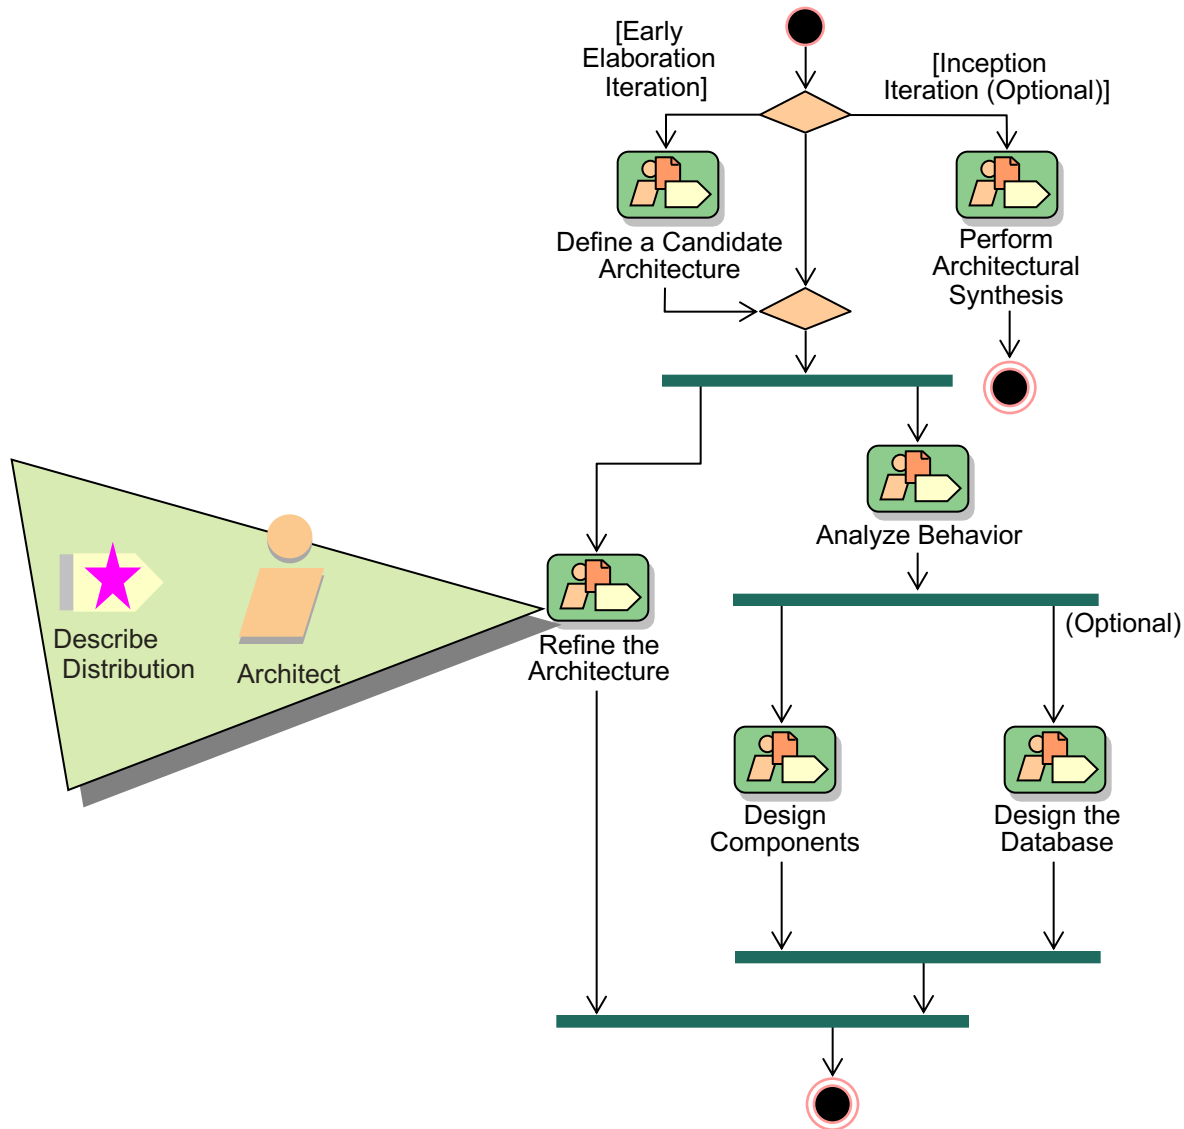 [Early
Elaboration
Iteration]
[Inception
Iteration (Optional)]
Define a Candidate
Architecture
Perform
Architectural
Synthesis
Analyze Behavior
Describe
Distribution
Architect
Refine the
Architecture
(Optional)
Design
Components
Design the
Database